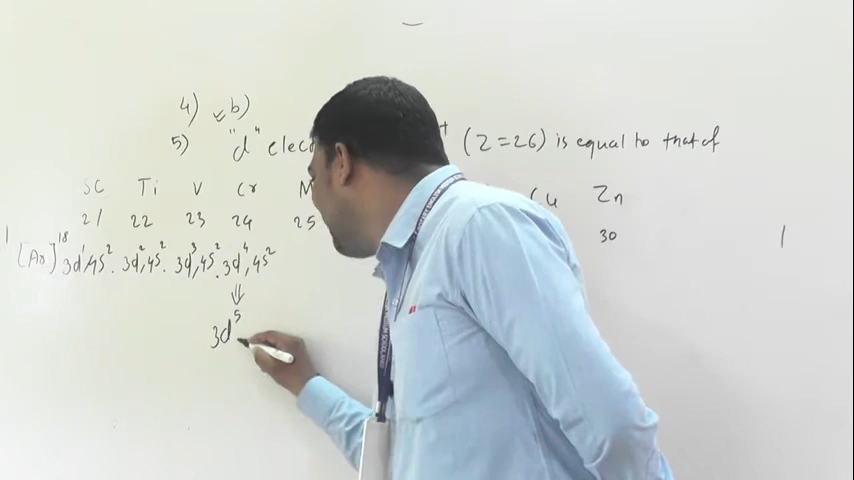 4) b)
5) "d" elec + (Z=26) is equal to that of
Sc Ti V Cr M Cu Zn
21 22 23 24 25 30
[Ar]¹⁸ 3d¹,4s². 3d²,4s². 3d³,4s². 3d⁴,4s²
⇓
3d⁵